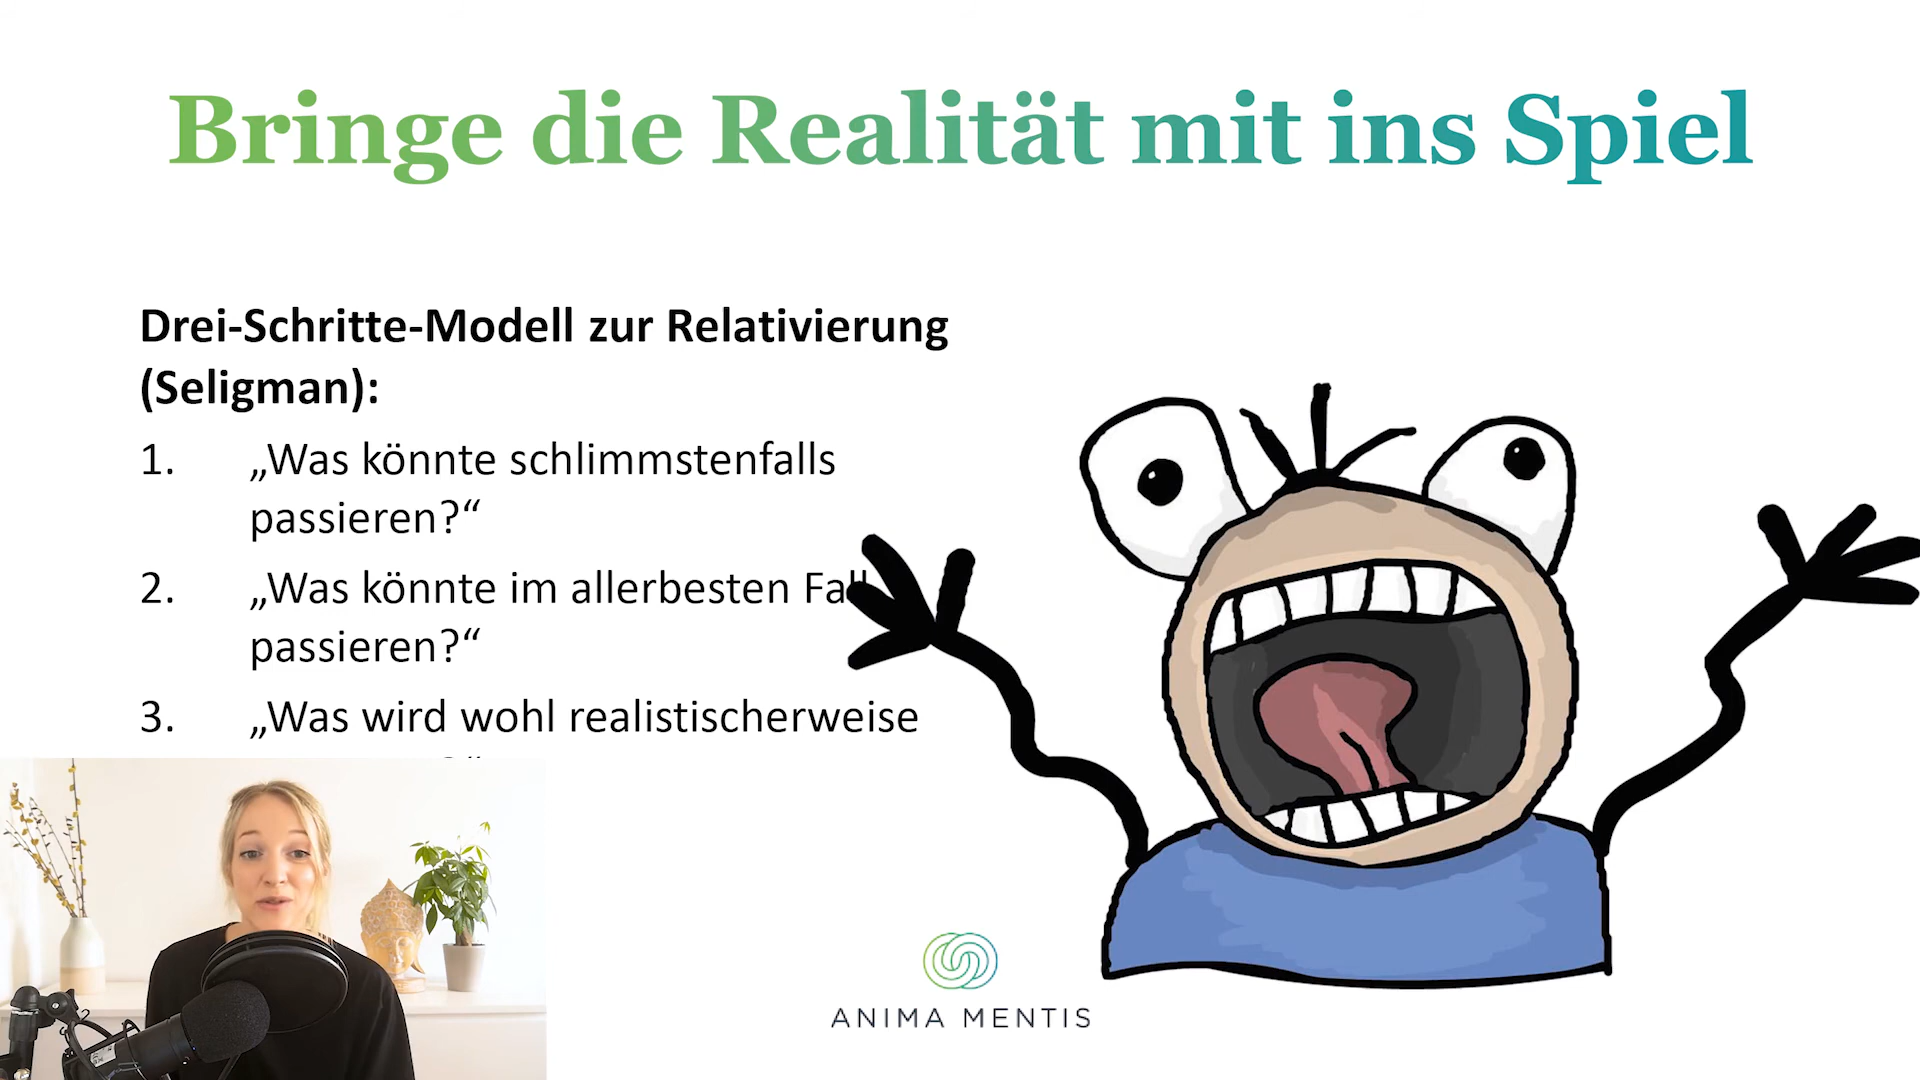 Bringe die Realität mit ins Spiel
Drei-Schritte-Modell zur Relativierung
(Seligman):
1. „Was könnte schlimmstenfalls
passieren?“
2. „Was könnte im allerbesten Fall
passieren?“
3. „Was wird wohl realistischerweise
ANIMA MENTIS